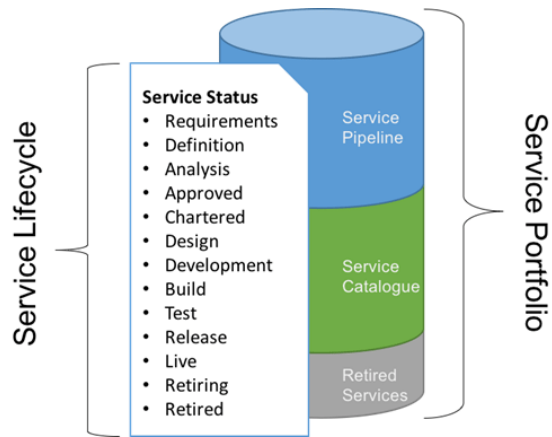 Service Lifecycle
Service Status
• Requirements
• Definition
• Analysis
• Approved
• Chartered
• Design
• Development
• Build
• Test
• Release
• Live
• Retiring
• Retired
Service
Pipeline
Service
Catalogue
Retired
Services
Service Portfolio